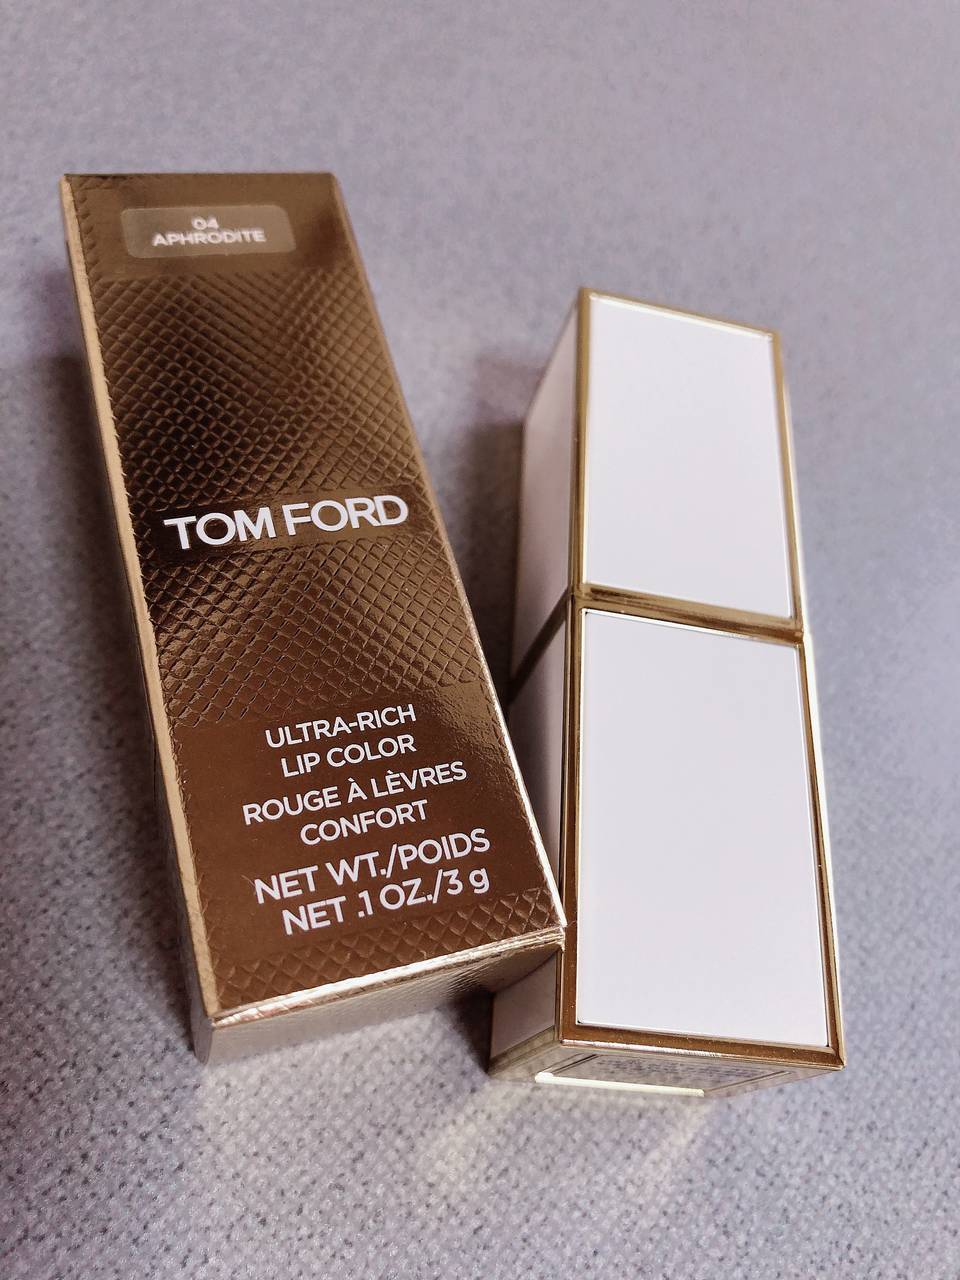 04
APHRODITE
TOM FORD
ULTRA-RICH
LIP COLOR
ROUGE À LÈVRES
CONFORT
NET WT./POIDS
NET .1 OZ./3 g